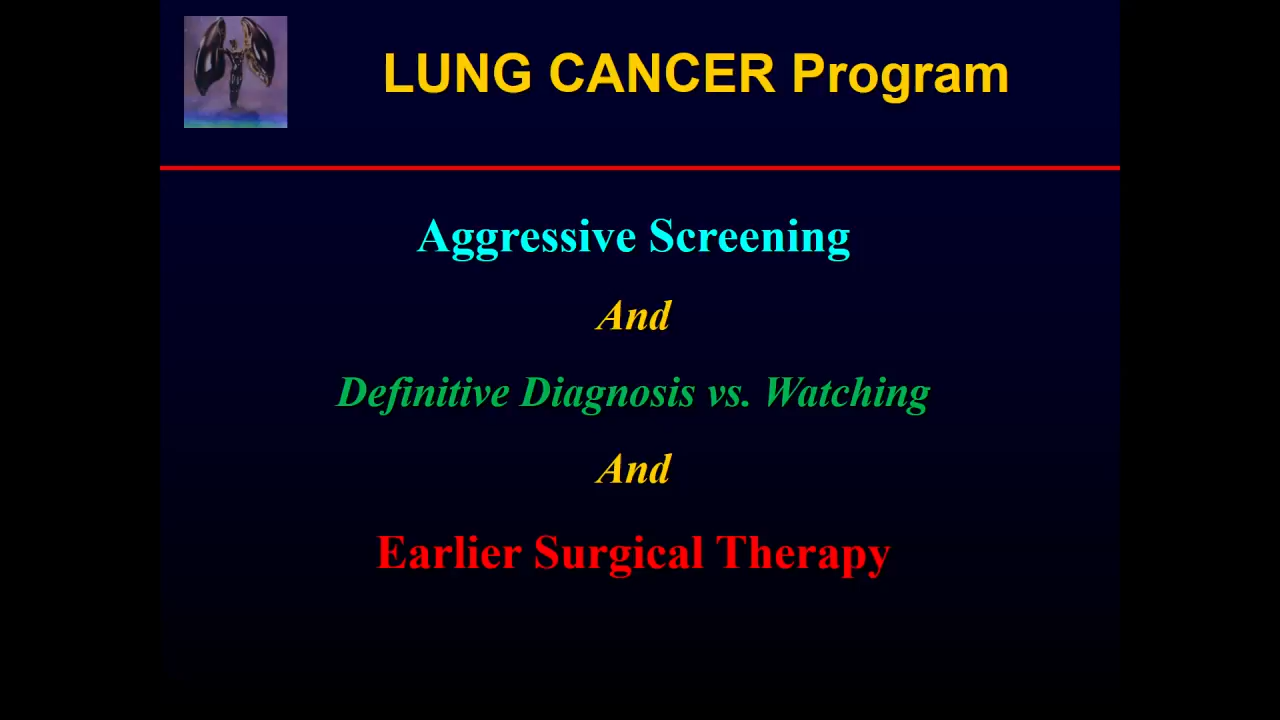 LUNG CANCER Program
Aggressive Screening
And
Definitive Diagnosis vs. Watching
And
Earlier Surgical Therapy